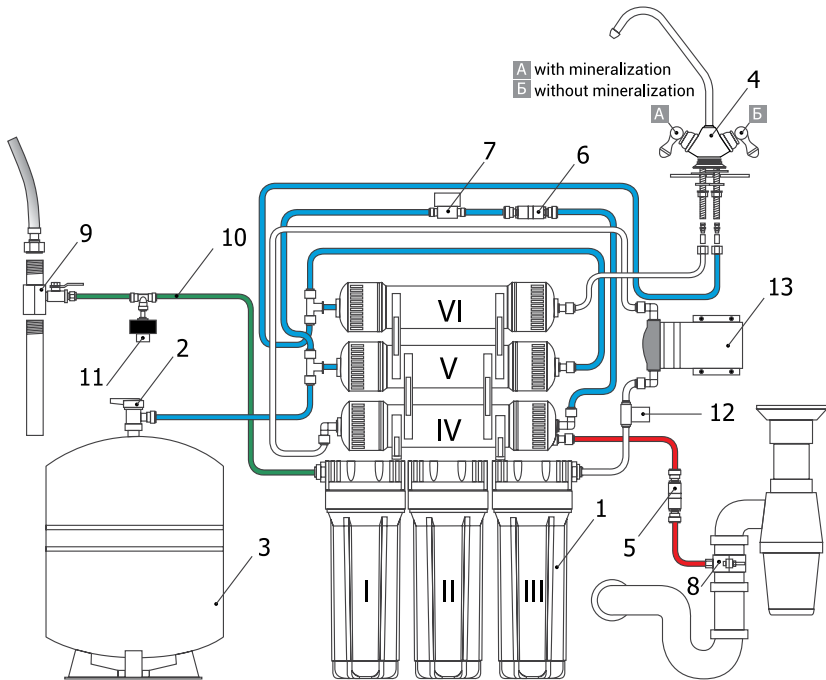 A with mineralization
Б without mineralization
4
А
Б
7
6
9
10
13
VI
11
2
V
12
IV
1
5
3
I
II
III
8